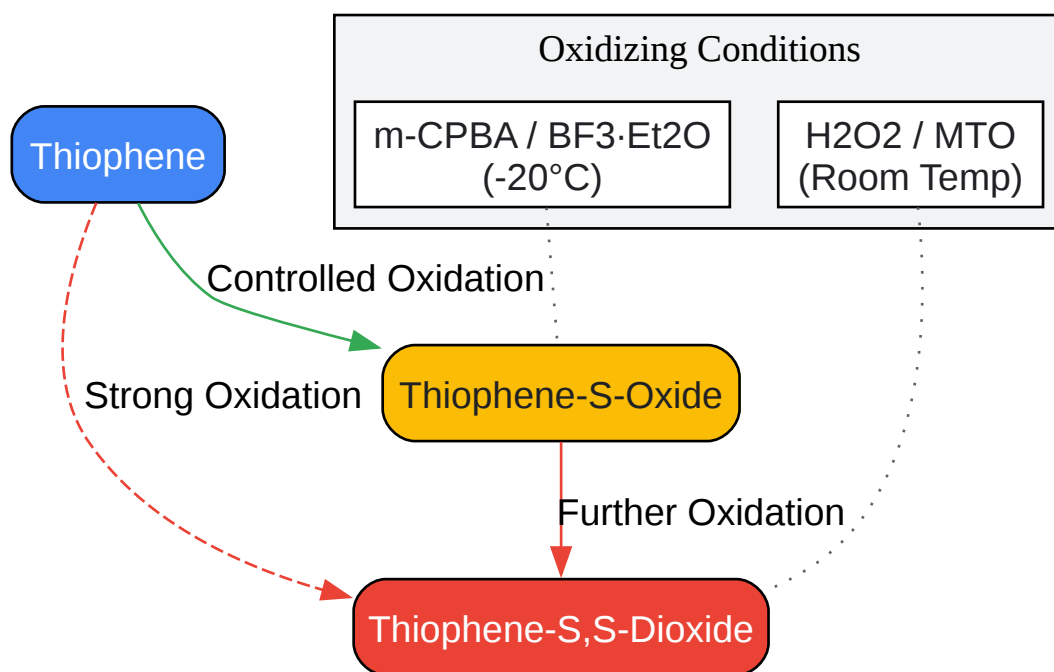 Oxidizing Conditions
m-CPBA / BF3·Et2O
(-20°C)
H2O2 / MTO
(Room Temp)
Thiophene
Controlled Oxidation
Strong Oxidation
Thiophene-S-Oxide
Further Oxidation
Thiophene-S,S-Dioxide